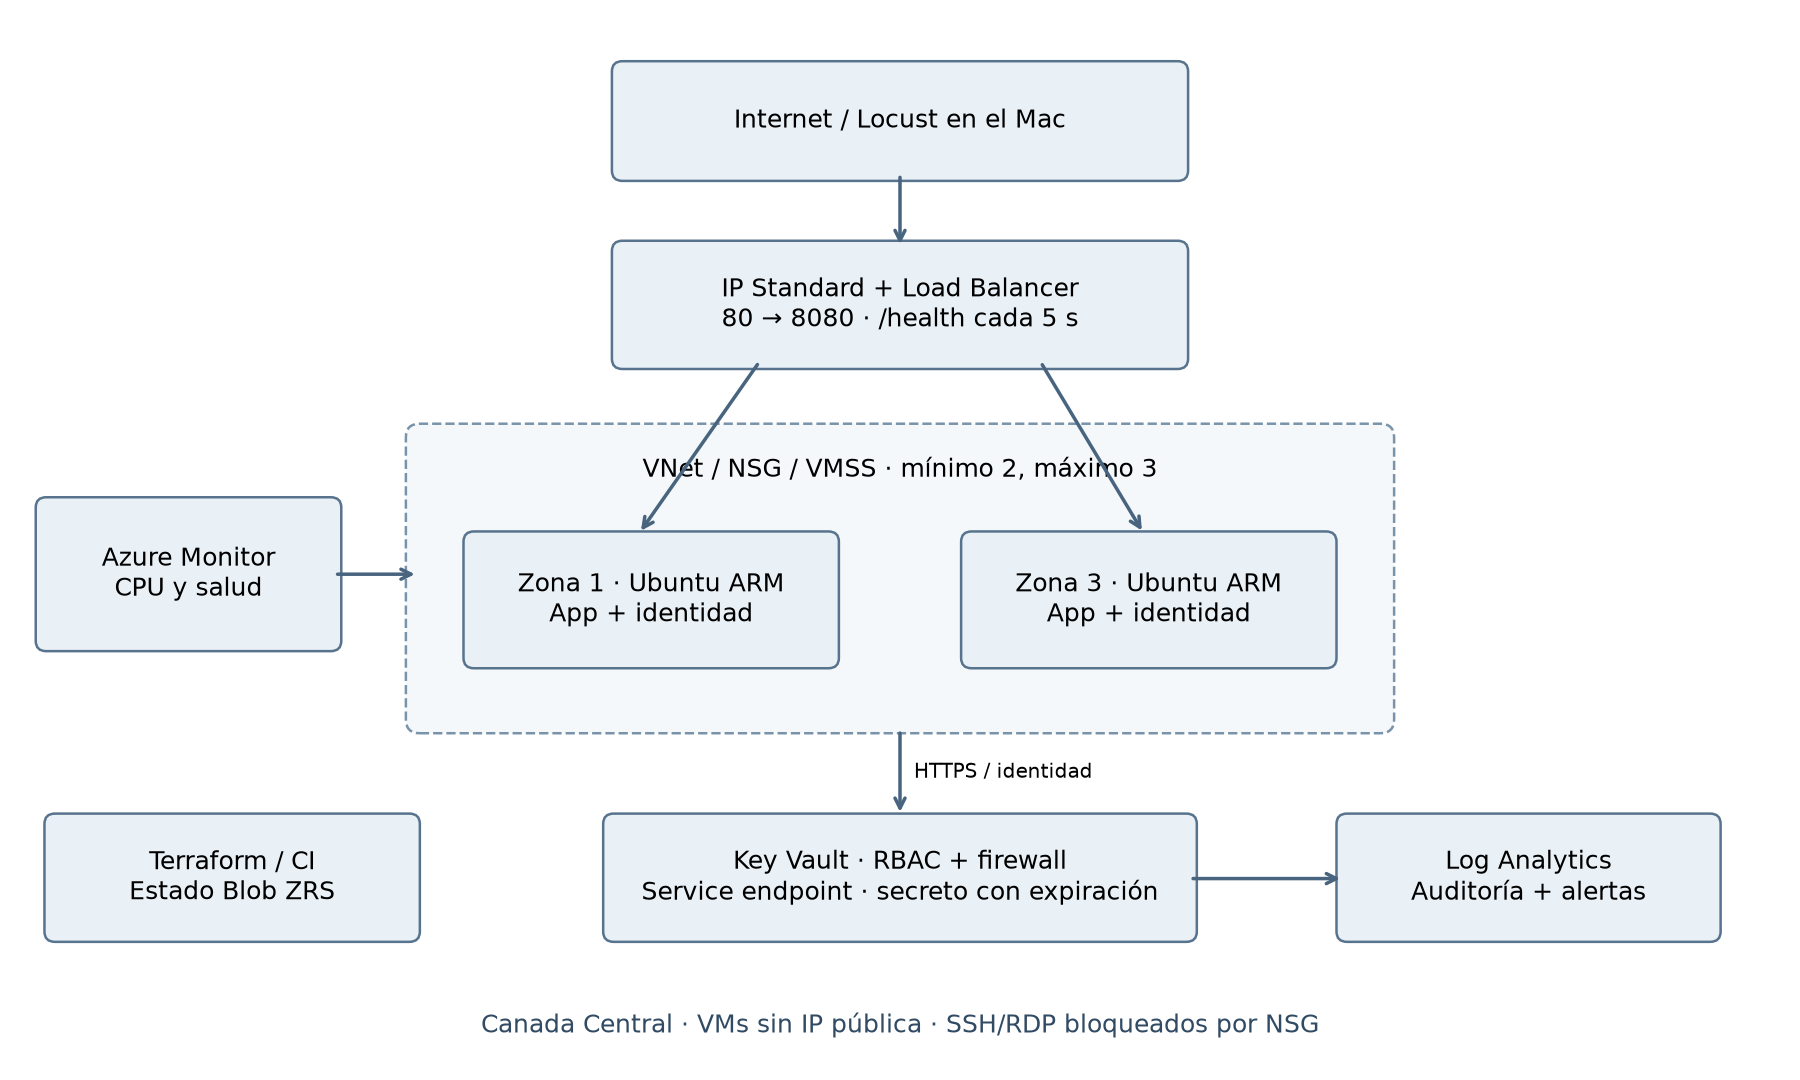 Internet / Locust en el Mac
IP Standard + Load Balancer
80 → 8080 · /health cada 5 s
VNet / NSG / VMSS · mínimo 2, máximo 3
Azure Monitor
CPU y salud
Zona 1 · Ubuntu ARM
App + identidad
Zona 3 · Ubuntu ARM
App + identidad
HTTPS / identidad
Terraform / CI
Estado Blob ZRS
Key Vault · RBAC + firewall
Service endpoint · secreto con expiración
Log Analytics
Auditoría + alertas
Canada Central · VMs sin IP pública · SSH/RDP bloqueados por NSG